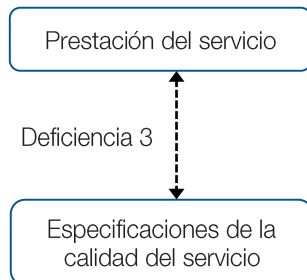 Prestación del servicio
Deficiencia 3
Especificaciones de la
calidad del servicio